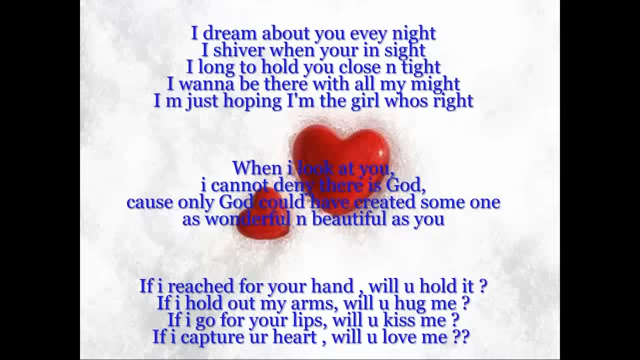 I dream about you evey night
I shiver when your in sight
I long to hold you close n tight
I wanna be there with all my might
I m just hoping I'm the girl whos right
When i look at you,
i cannot deny there is God,
cause only God could have created some one
as wonderful n beautiful as you
If i reached for your hand , will u hold it ?
If i hold out my arms, will u hug me ?
If i go for your lips, will u kiss me ?
If i capture ur heart , will u love me ??